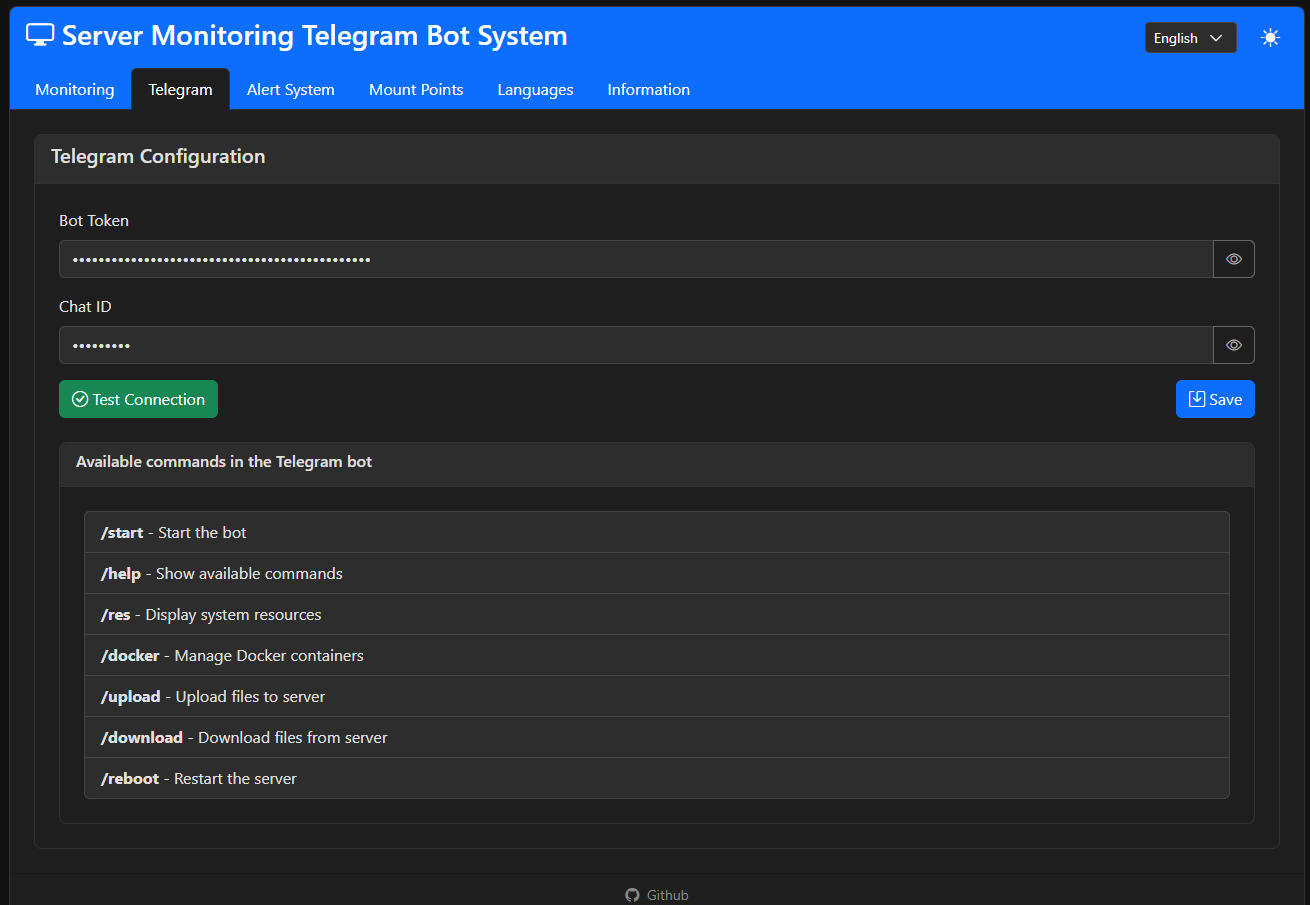 Server Monitoring Telegram Bot System
English
Monitoring Telegram Alert System Mount Points Languages Information
Telegram Configuration
Bot Token
••••••••••••••••••••••••••••••••••••••••••••••
Chat ID
•••••••••
Test Connection
Save
Available commands in the Telegram bot
/start - Start the bot
/help - Show available commands
/res - Display system resources
/docker - Manage Docker containers
/upload - Upload files to server
/download - Download files from server
/reboot - Restart the server
Github